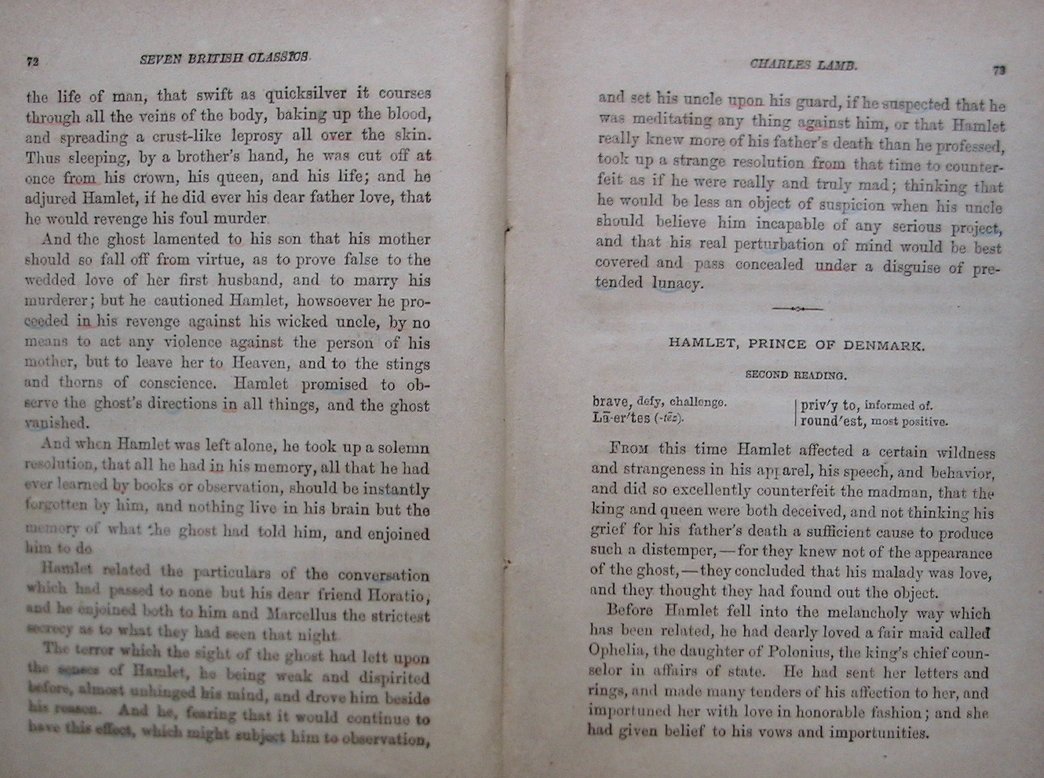 72 SEVEN BRITISH CLASSICS.
the life of man, that swift as quicksilver it courses
through all the veins of the body, baking up the blood,
and spreading a crust-like leprosy all over the skin.
Thus sleeping, by a brother's hand, he was cut off at
once from his crown, his queen, and his life; and he
adjured Hamlet, if he did ever his dear father love, that
he would revenge his foul murder.
And the ghost lamented to his son that his mother
should so fall off from virtue, as to prove false to the
wedded love of her first husband, and to marry his
murderer; but he cautioned Hamlet, howsoever he pro-
ceeded in his revenge against his wicked uncle, by no
means to act any violence against the person of his
mother, but to leave her to Heaven, and to the stings
and thorns of conscience. Hamlet promised to ob-
serve the ghost's directions in all things, and the ghost
vanished.
And when Hamlet was left alone, he took up a solemn
resolution, that all he had in his memory, all that he had
ever learned by books or observation, should be instantly
forgotten by him, and nothing live in his brain but the
memory of what the ghost had told him, and enjoined
him to do
Hamlet related the particulars of the conversation
which had passed to none but his dear friend Horatio,
and he enjoined both to him and Marcellus the strictest
secrecy as to what they had seen that night.
The terror which the sight of the ghost had left upon
the senses of Hamlet, he being weak and dispirited
before, almost unhinged his mind, and drove him beside
his reason. And he, fearing that it would continue to
have this effect, which might subject him to observation,
CHARLES LAMB. 73
and set his uncle upon his guard, if he suspected that he
was meditating any thing against him, or that Hamlet
really knew more of his father's death than he professed,
took up a strange resolution from that time to counter-
feit as if he were really and truly mad; thinking that
he would be less an object of suspicion when his uncle
should believe him incapable of any serious project,
and that his real perturbation of mind would be best
covered and pass concealed under a disguise of pre-
tended lunacy.
HAMLET, PRINCE OF DENMARK.
SECOND READING.
brave, defy, challenge.
Lā-er'tes (-tēz).
priv'y to, informed of.
round'est, most positive.
FROM this time Hamlet affected a certain wildness
and strangeness in his apparel, his speech, and behavior,
and did so excellently counterfeit the madman, that the
king and queen were both deceived, and not thinking his
grief for his father's death a sufficient cause to produce
such a distemper,—for they knew not of the appearance
of the ghost,—they concluded that his malady was love,
and they thought they had found out the object.
Before Hamlet fell into the melancholy way which
has been related, he had dearly loved a fair maid called
Ophelia, the daughter of Polonius, the king's chief coun-
selor in affairs of state. He had sent her letters and
rings, and made many tenders of his affection to her, and
importuned her with love in honorable fashion; and she
had given belief to his vows and importunities.